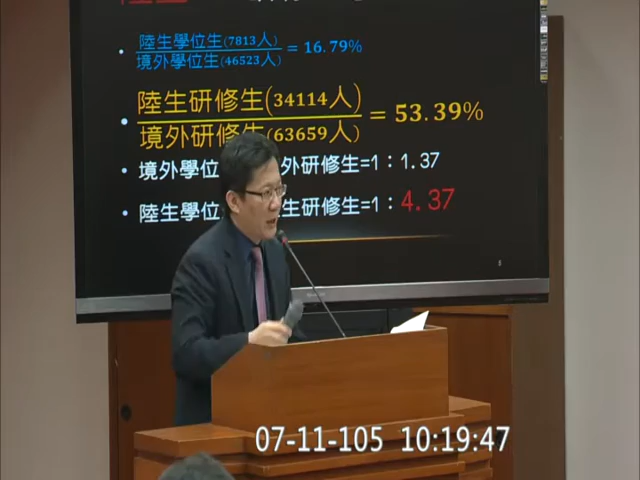 陸生學位生(7813人)
境外學位生(46523人) = 16.79%
陸生研修生(34114人)
境外研修生(63659人) = 53.39%
境外學位 外研修生=1：1.37
陸生學位 生研修生=1：4.37
07-11-105 10:19:47